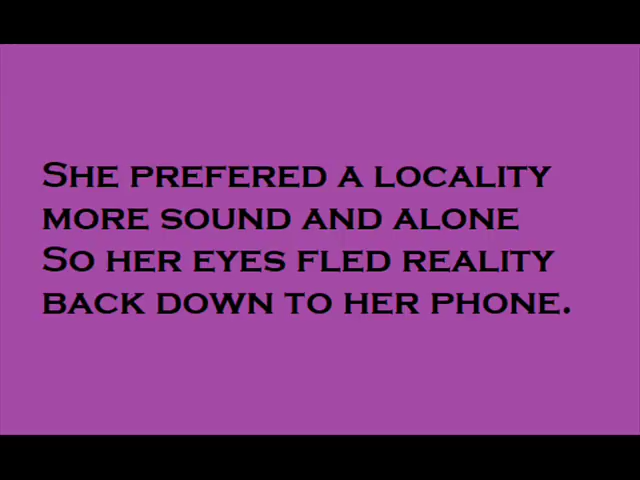 She prefered a locality
more sound and alone
So her eyes fled reality
back down to her phone.